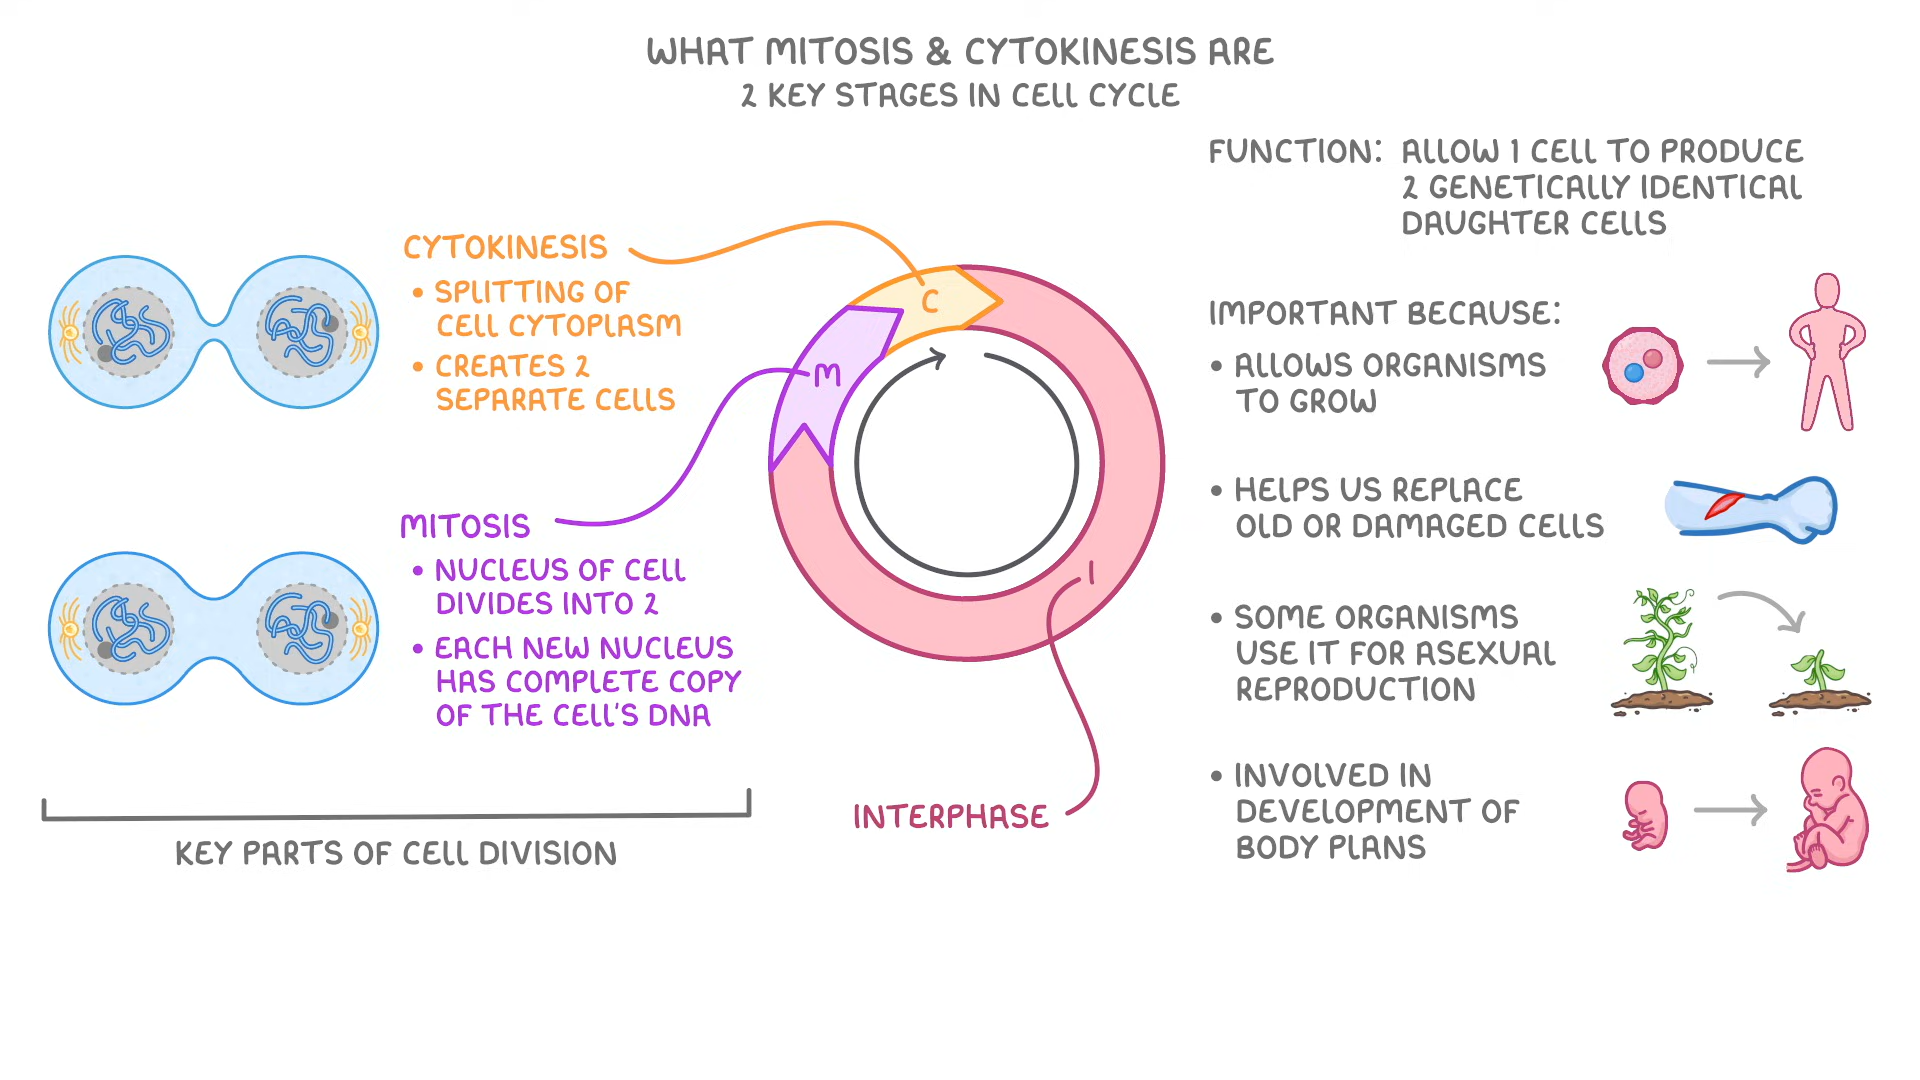 WHAT MITOSIS & CYTOKINESIS ARE
2 KEY STAGES IN CELL CYCLE
CYTOKINESIS
• SPLITTING OF
CELL CYTOPLASM
• CREATES 2
SEPARATE CELLS
MITOSIS
• NUCLEUS OF CELL
DIVIDES INTO 2
• EACH NEW NUCLEUS
HAS COMPLETE COPY
OF THE CELL'S DNA
KEY PARTS OF CELL DIVISION
C
M
I
INTERPHASE
FUNCTION: ALLOW 1 CELL TO PRODUCE
2 GENETICALLY IDENTICAL
DAUGHTER CELLS
IMPORTANT BECAUSE:
• ALLOWS ORGANISMS
TO GROW
• HELPS US REPLACE
OLD OR DAMAGED CELLS
• SOME ORGANISMS
USE IT FOR ASEXUAL
REPRODUCTION
• INVOLVED IN
DEVELOPMENT OF
BODY PLANS